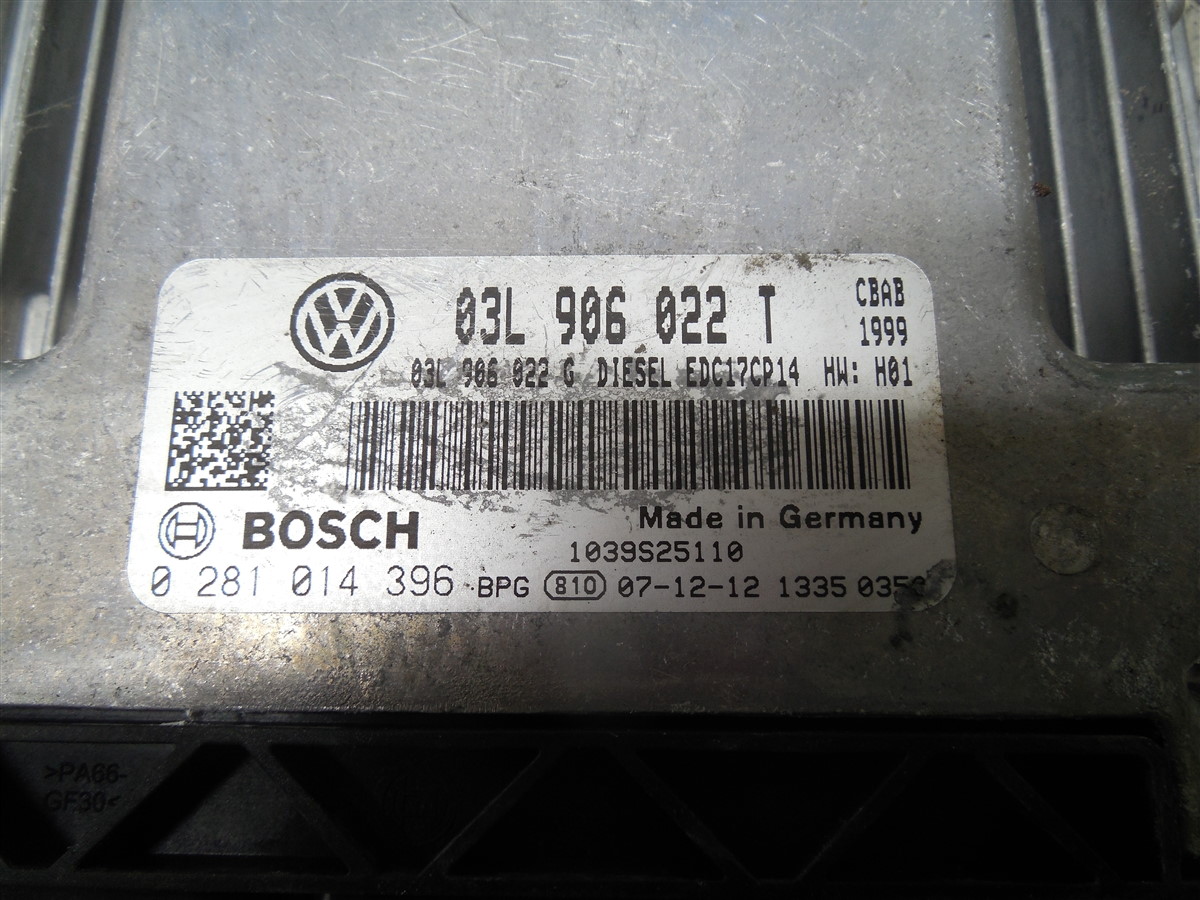 03L 906 022 T
CBAB
1999
03L 906 022 G DIESEL EDC17CP14 HW: H01
BOSCH
Made in Germany
1039S25110
0 281 014 396 BPG 810 07-12-12 1335
>PA66-
GF30<